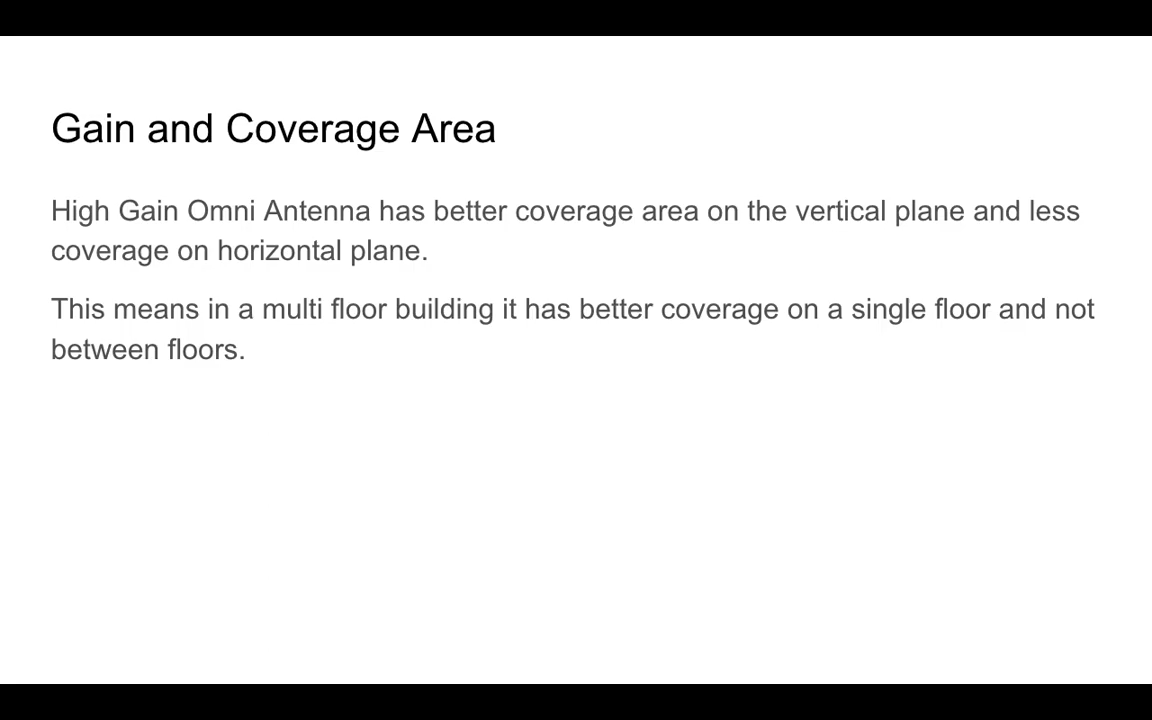 Gain and Coverage Area
High Gain Omni Antenna has better coverage area on the vertical plane and less
coverage on horizontal plane.
This means in a multi floor building it has better coverage on a single floor and not
between floors.